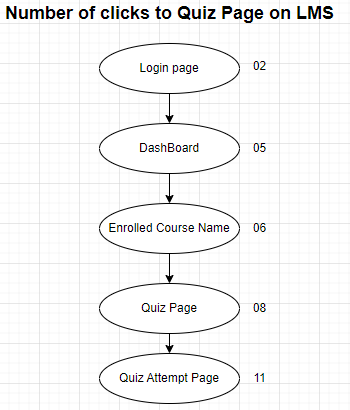 Number of clicks to Quiz Page on LMS
Login page 02
DashBoard 05
Enrolled Course Name 06
Quiz Page 08
Quiz Attempt Page 11